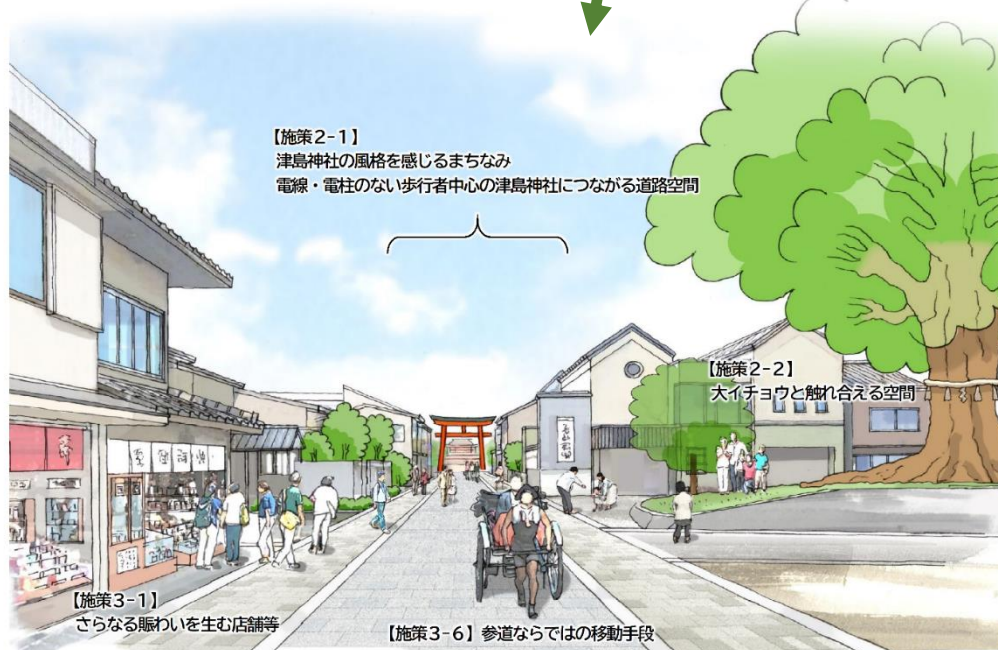 【施策2-1】
津島神社の風格を感じるまちなみ
電線・電柱のない歩行者中心の津島神社につながる道路空間
【施策2-2】
大イチョウと触れ合える空間
【施策3-1】
さらなる賑わいを生む店舗等
【施策3-6】参道ならではの移動手段